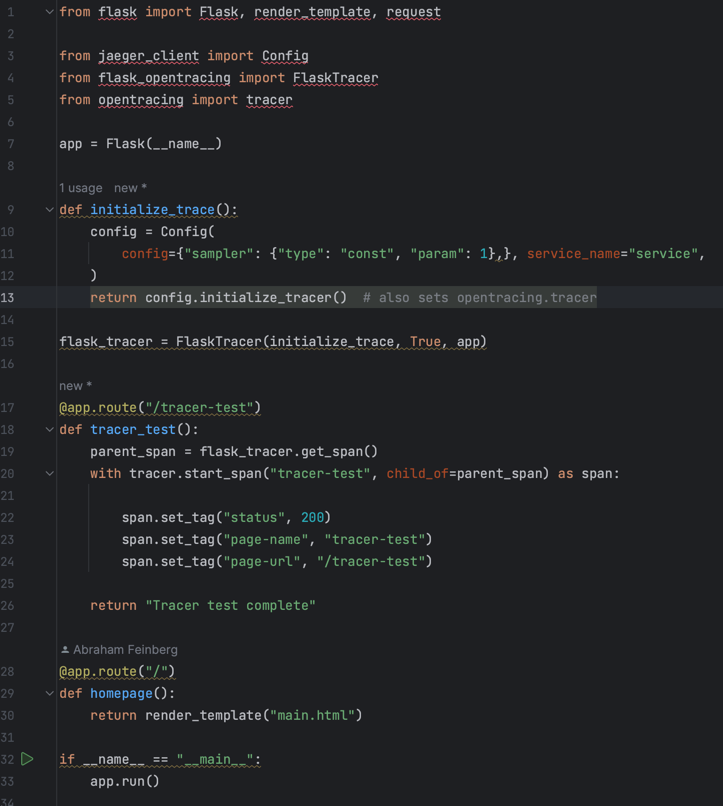 1 from flask import Flask, render_template, request
2
3 from jaeger_client import Config
4 from flask_opentracing import FlaskTracer
5 from opentracing import tracer
6
7 app = Flask(__name__)
8
1 usage   new *
9 def initialize_trace():
10     config = Config(
11         config={"sampler": {"type": "const", "param": 1},}, service_name="service",
12     )
13     return config.initialize_tracer()  # also sets opentracing.tracer
14
15 flask_tracer = FlaskTracer(initialize_trace, True, app)
16
new *
17 @app.route("/tracer-test")
18 def tracer_test():
19     parent_span = flask_tracer.get_span()
20     with tracer.start_span("tracer-test", child_of=parent_span) as span:
21
22         span.set_tag("status", 200)
23         span.set_tag("page-name", "tracer-test")
24         span.set_tag("page-url", "/tracer-test")
25
26     return "Tracer test complete"
27
Abraham Feinberg
28 @app.route("/")
29 def homepage():
30     return render_template("main.html")
31
32 if __name__ == "__main__":
33     app.run()
34